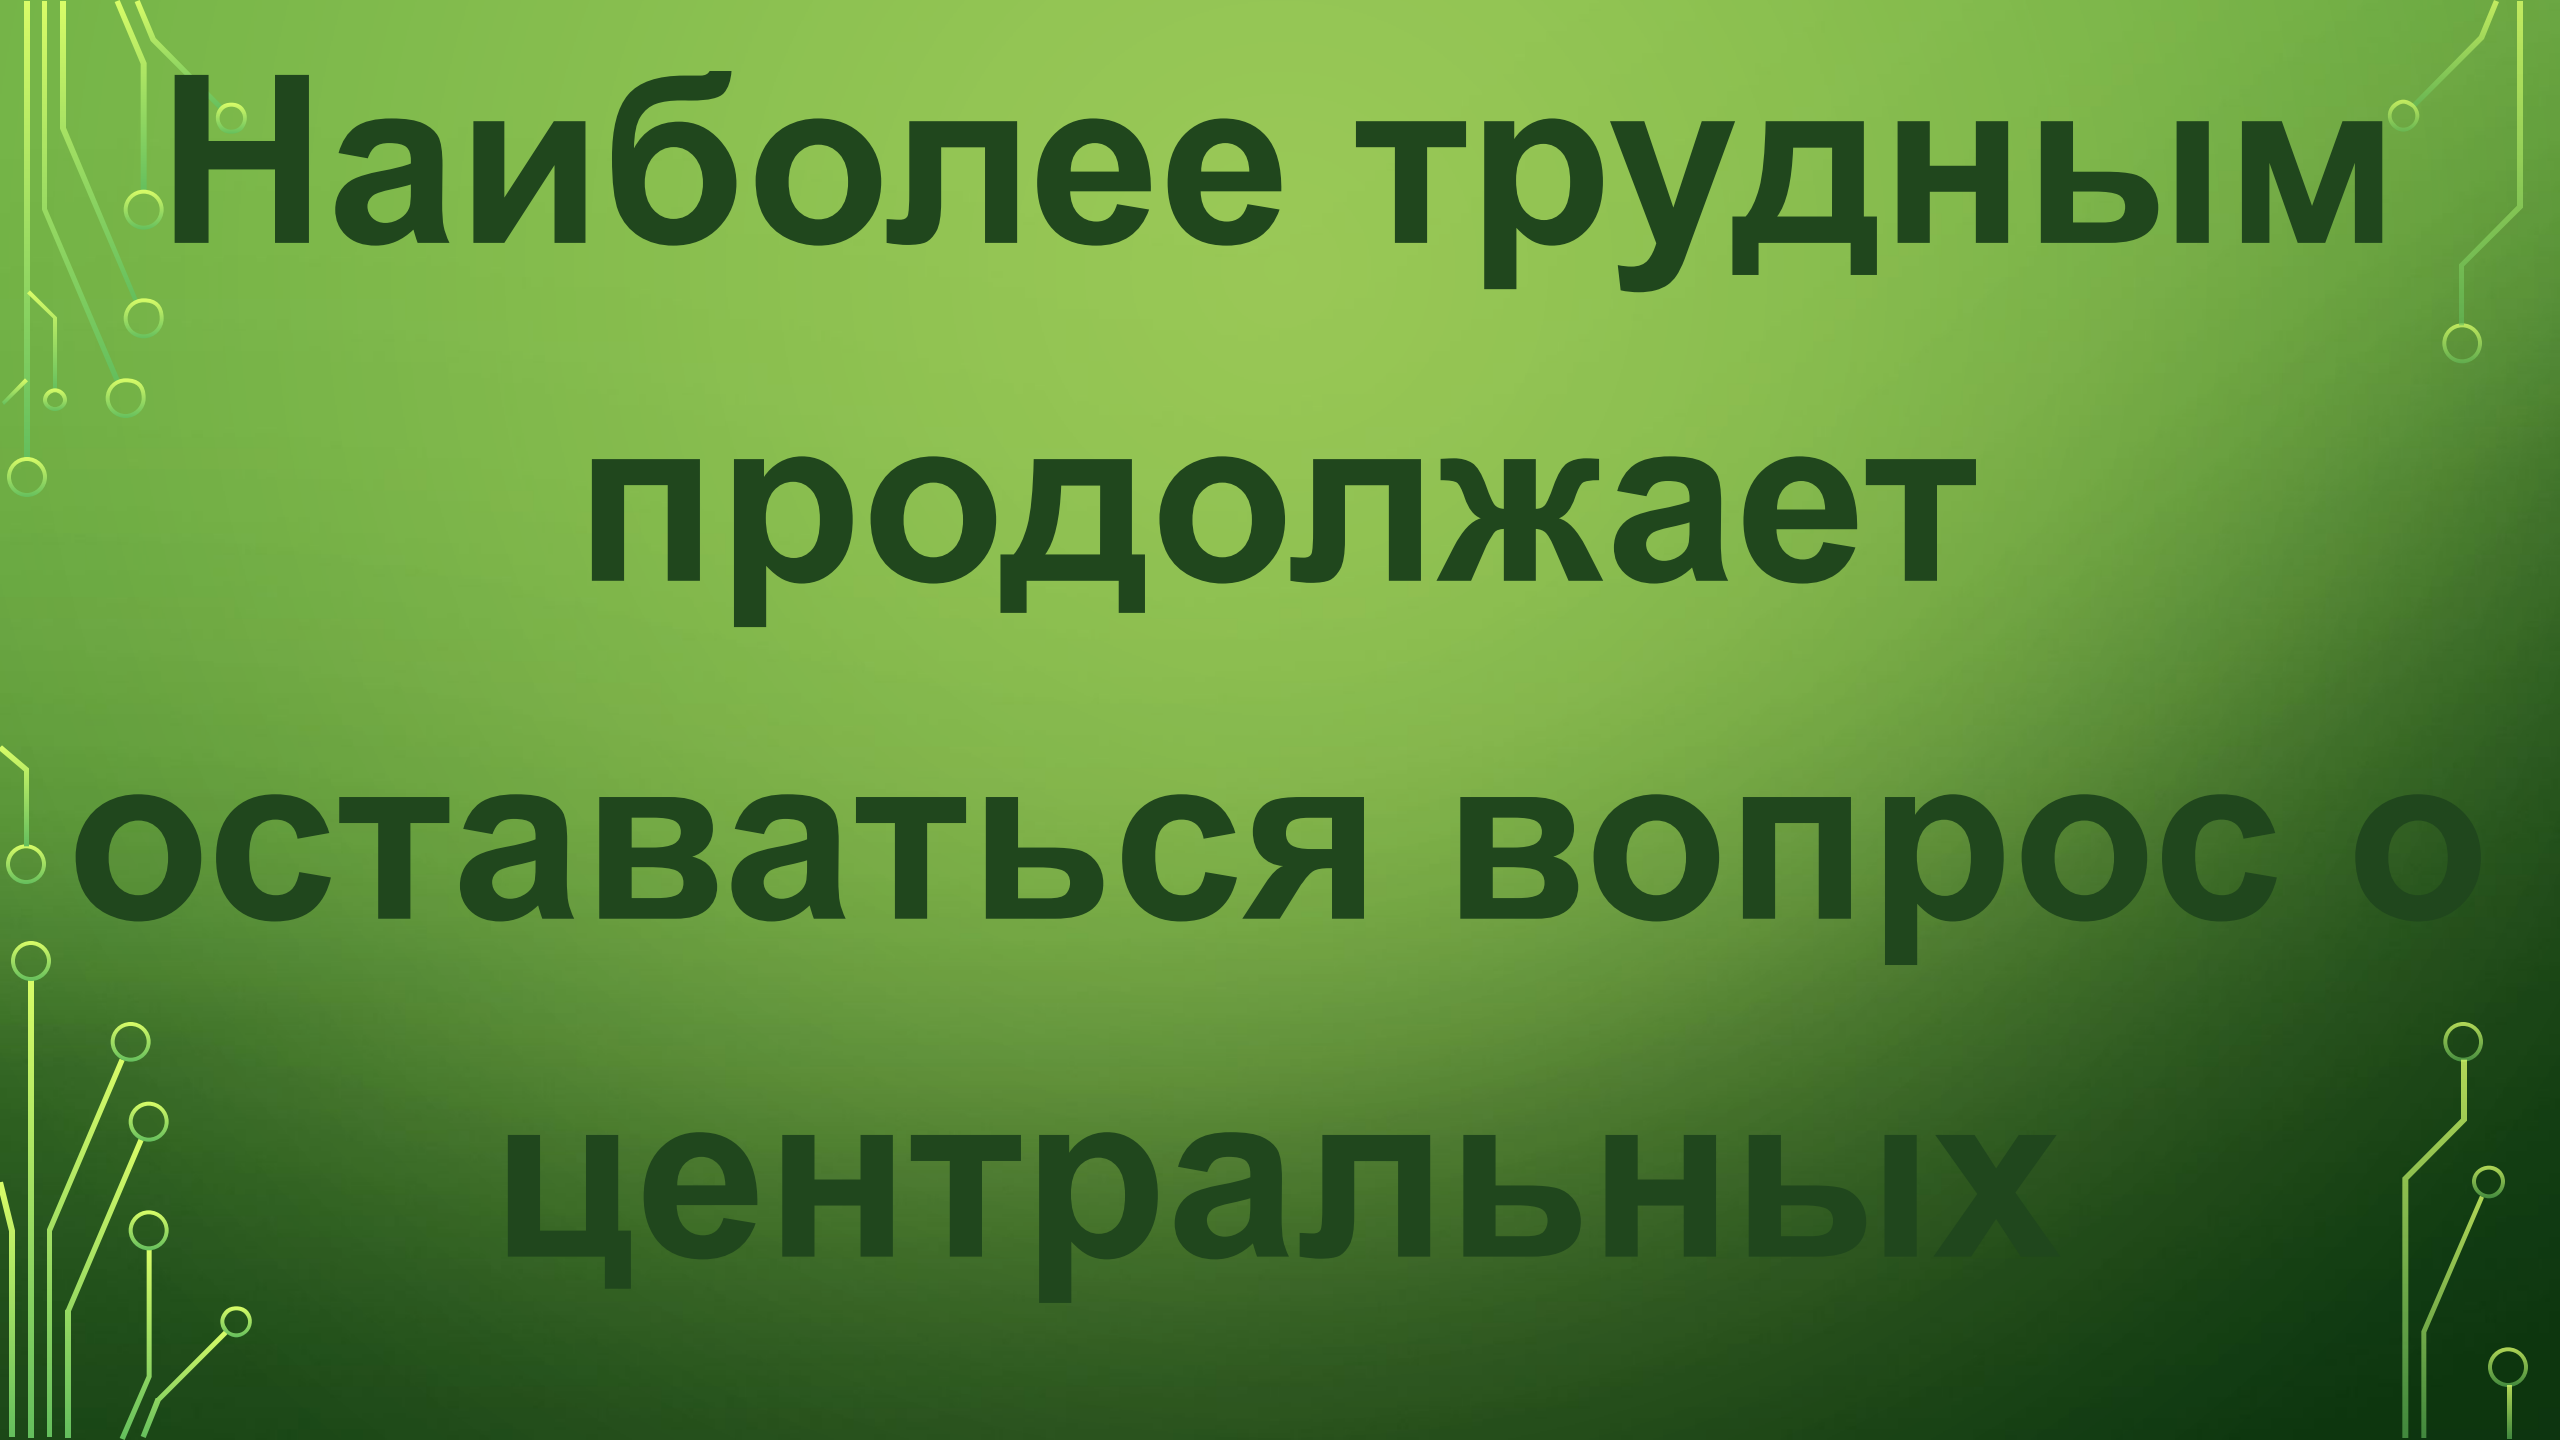 Наиболее трудным
продолжает
оставаться вопрос о
центральных